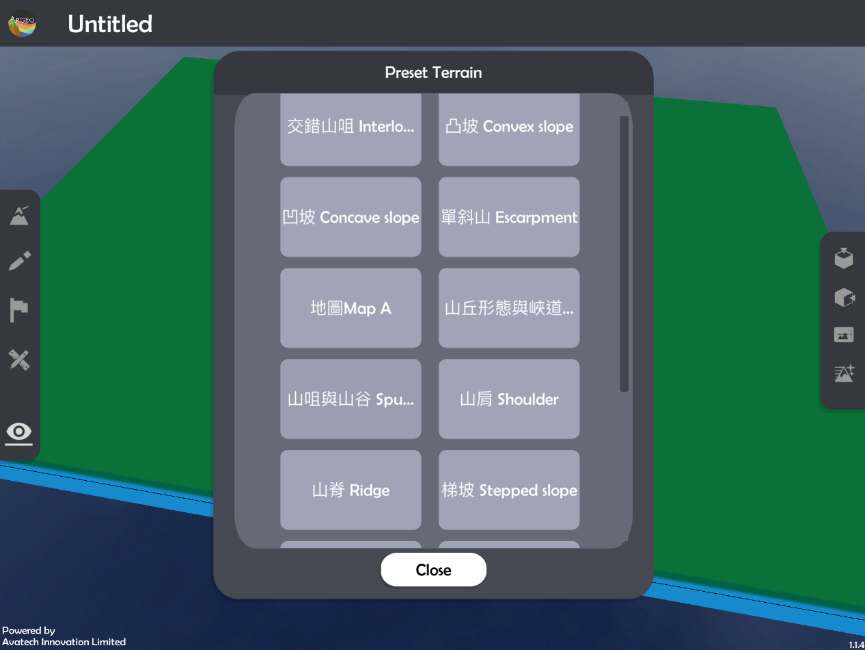 ARGEO
Untitled
Preset Terrain
交錯山咀 Interlo...
凸坡 Convex slope
凹坡 Concave slope
單斜山 Escarpment
地圖Map A
山丘形態與峽道...
山咀與山谷 Spu...
山肩 Shoulder
山脊 Ridge
梯坡 Stepped slope
Close
Powered by
Avatech Innovation Limited
1.1.4